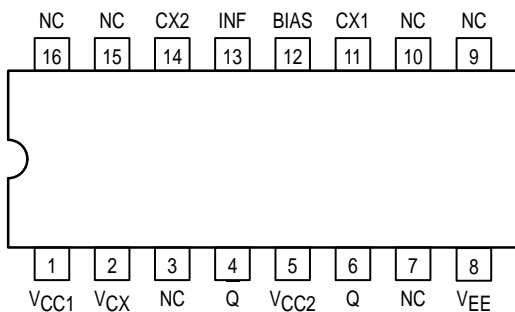 NC NC CX2 INF BIAS CX1 NC NC
16 15 14 13 12 11 10 9
1 2 3 4 5 6 7 8
VCC1 VCX NC Q̅ VCC2 Q NC VEE